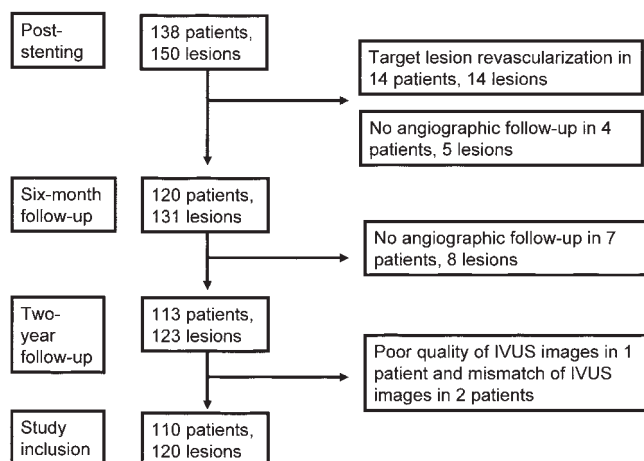 Post-
stenting
138 patients,
150 lesions
Target lesion revascularization in
14 patients, 14 lesions
No angiographic follow-up in 4
patients, 5 lesions
Six-month
follow-up
120 patients,
131 lesions
No angiographic follow-up in 7
patients, 8 lesions
Two-
year
follow-up
113 patients,
123 lesions
Poor quality of IVUS images in 1
patient and mismatch of IVUS
images in 2 patients
Study
inclusion
110 patients,
120 lesions